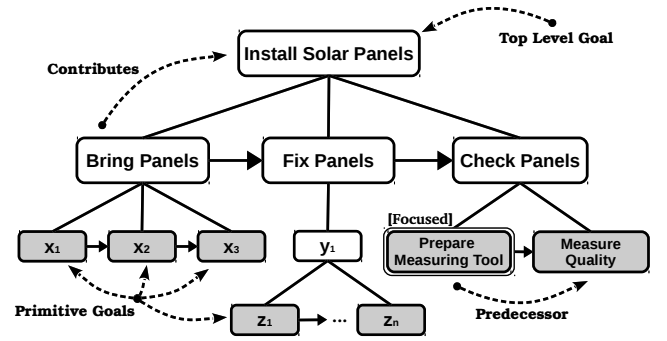 Top Level Goal
Install Solar Panels
Contributes
Bring Panels
Fix Panels
Check Panels
[Focused]
x1
x2
x3
y1
Prepare
Measuring Tool
Measure
Quality
Primitive Goals
z1
...
zn
Predecessor